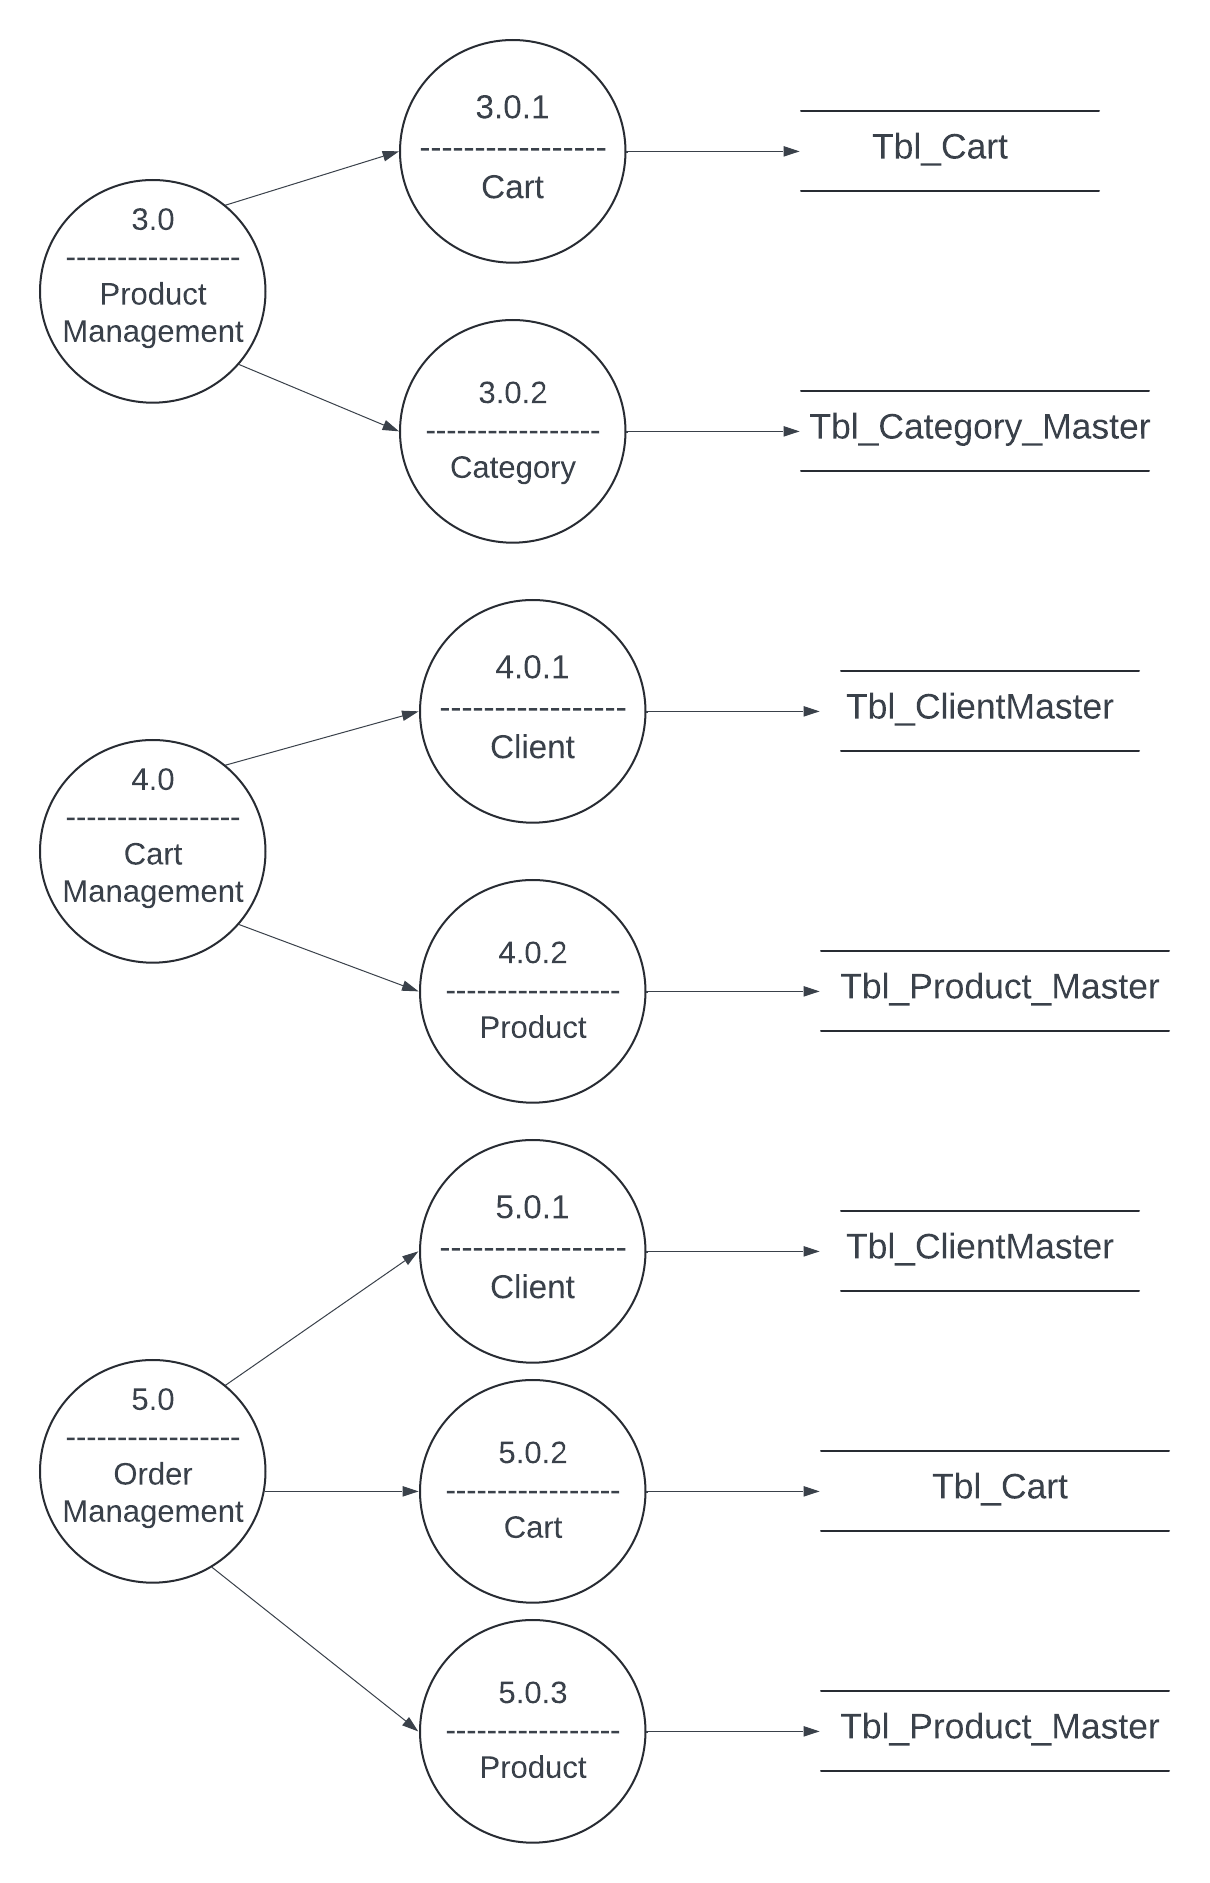 3.0.1
------------------
Cart
Tbl_Cart
3.0
-----------------
Product
Management
3.0.2
-----------------
Category
Tbl_Category_Master
4.0.1
------------------
Client
Tbl_ClientMaster
4.0
-----------------
Cart
Management
4.0.2
-----------------
Product
Tbl_Product_Master
5.0.1
------------------
Client
Tbl_ClientMaster
5.0
-----------------
Order
Management
5.0.2
-----------------
Cart
Tbl_Cart
5.0.3
-----------------
Product
Tbl_Product_Master